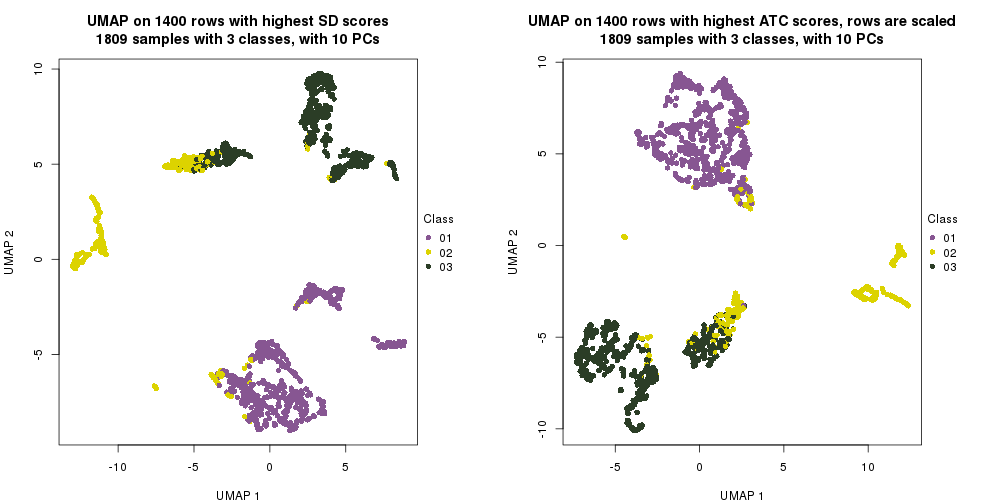 UMAP on 1400 rows with highest SD scores
1809 samples with 3 classes, with 10 PCs
10
5
0
-5
UMAP 2
-10
-5
0
5
UMAP 1
Class
01
02
03
UMAP on 1400 rows with highest ATC scores, rows are scaled
1809 samples with 3 classes, with 10 PCs
10
5
0
-5
-10
UMAP 2
-5
0
5
10
UMAP 1
Class
01
02
03